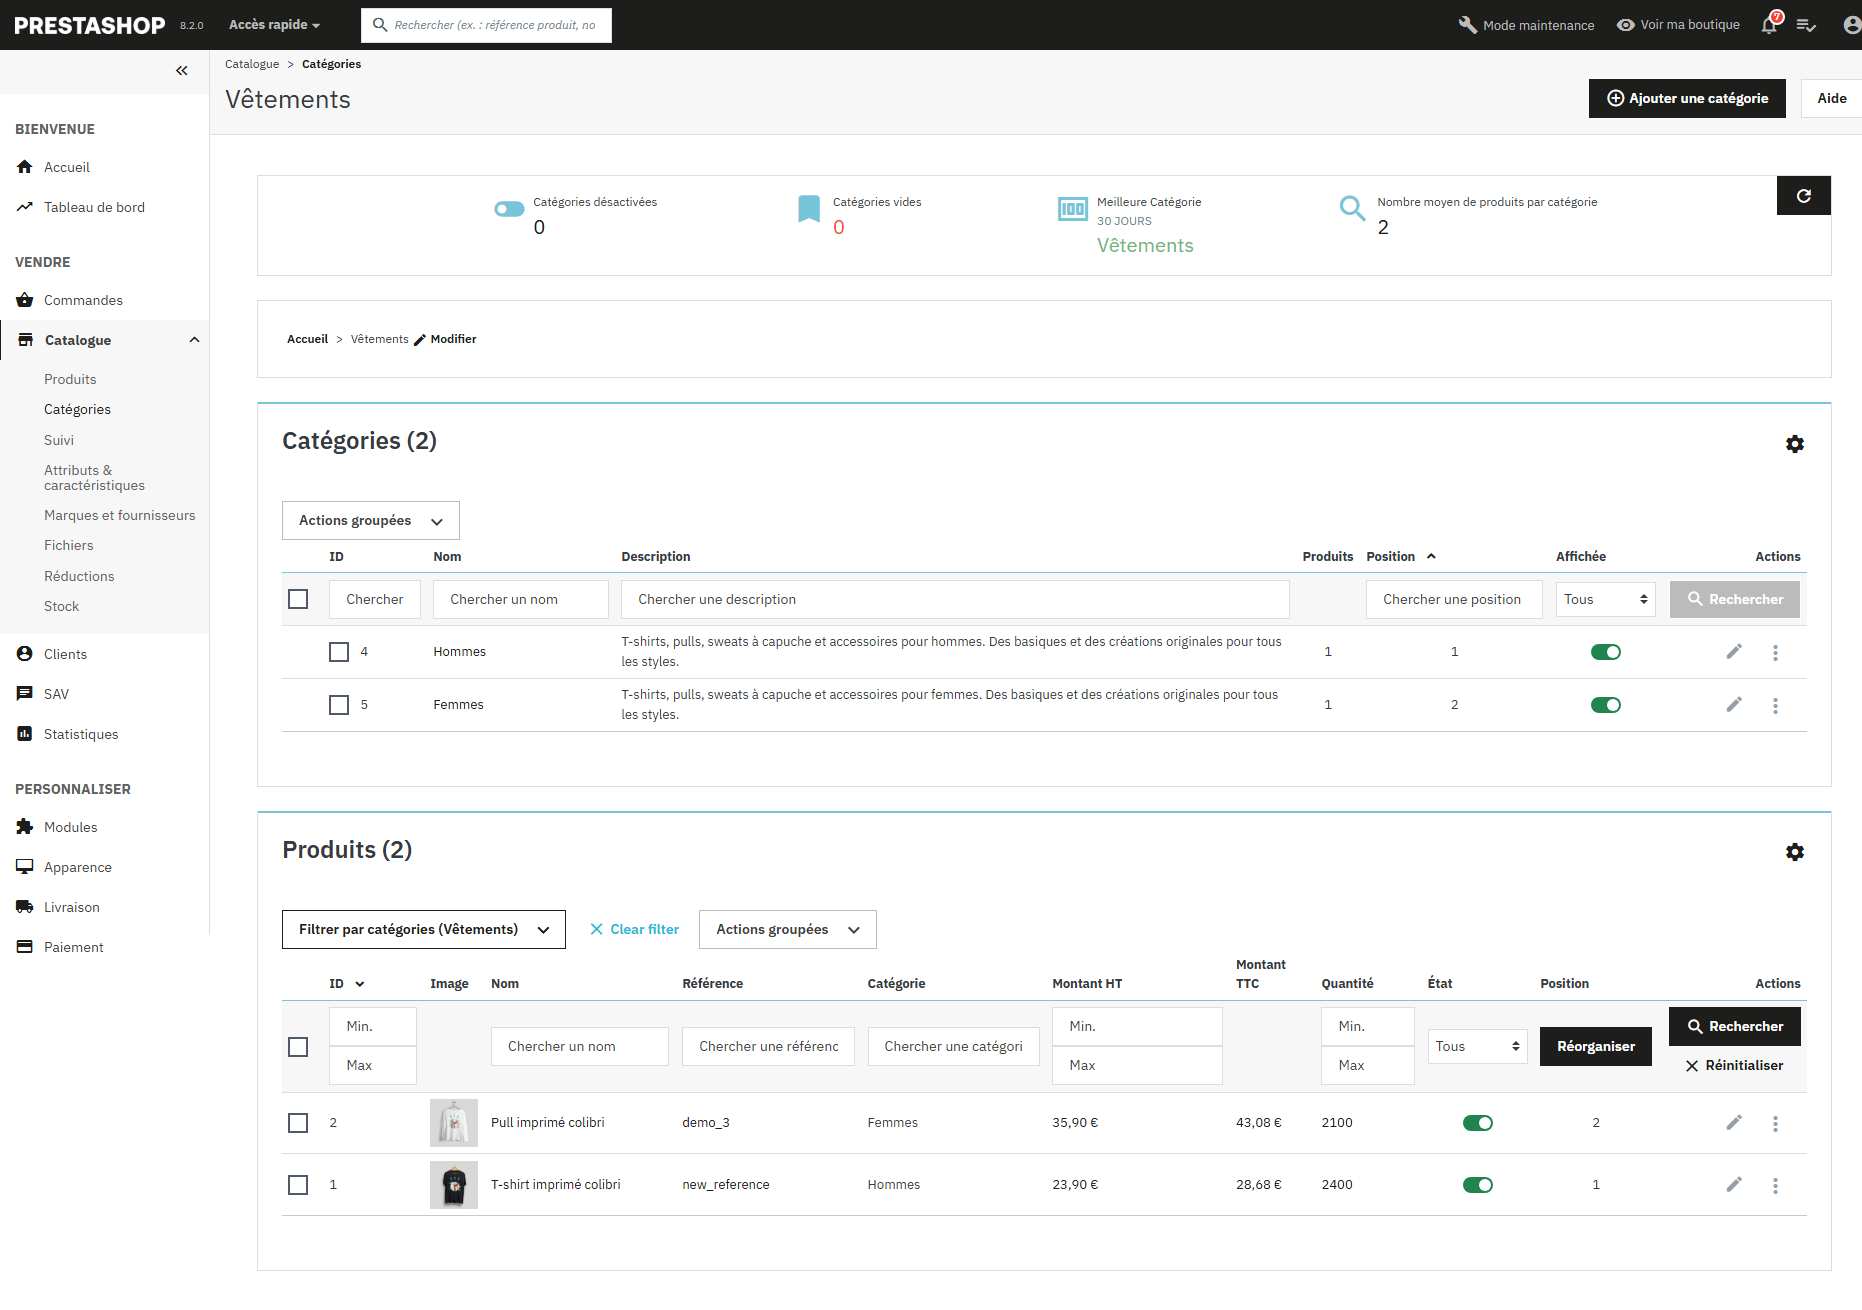 PRESTASHOP 8.2.0 Accès rapide Rechercher (ex. : référence produit, no Mode maintenance Voir ma boutique 7
Catalogue > Catégories
Vêtements
Ajouter une catégorie Aide
BIENVENUE
Accueil
Tableau de bord
VENDRE
Commandes
Catalogue
Produits
Catégories
Suivi
Attributs &
caractéristiques
Marques et fournisseurs
Fichiers
Réductions
Stock
Clients
SAV
Statistiques
PERSONNALISER
Modules
Apparence
Livraison
Paiement
Catégories désactivées
0
Catégories vides
0
100
Meilleure Catégorie
30 JOURS
Vêtements
Nombre moyen de produits par catégorie
2
Accueil > Vêtements Modifier
Catégories (2)
Actions groupées
ID Nom Description Produits Position Affichée Actions
Chercher Chercher un nom Chercher une description Chercher une position Tous Rechercher
4 Hommes T-shirts, pulls, sweats à capuche et accessoires pour hommes. Des basiques et des créations originales pour tous
les styles. 1 1
5 Femmes T-shirts, pulls, sweats à capuche et accessoires pour femmes. Des basiques et des créations originales pour tous
les styles. 1 2
Produits (2)
Filtrer par catégories (Vêtements) Clear filter Actions groupées
ID Image Nom Référence Catégorie Montant HT Montant
TTC Quantité État Position Actions
Min. Min. Min. Rechercher
Chercher un nom Chercher une référenc Chercher une catégori Tous Réorganiser
Max Max Max Réinitialiser
2 Pull imprimé colibri demo_3 Femmes 35,90 € 43,08 € 2100 2
1 T-shirt imprimé colibri new_reference Hommes 23,90 € 28,68 € 2400 1